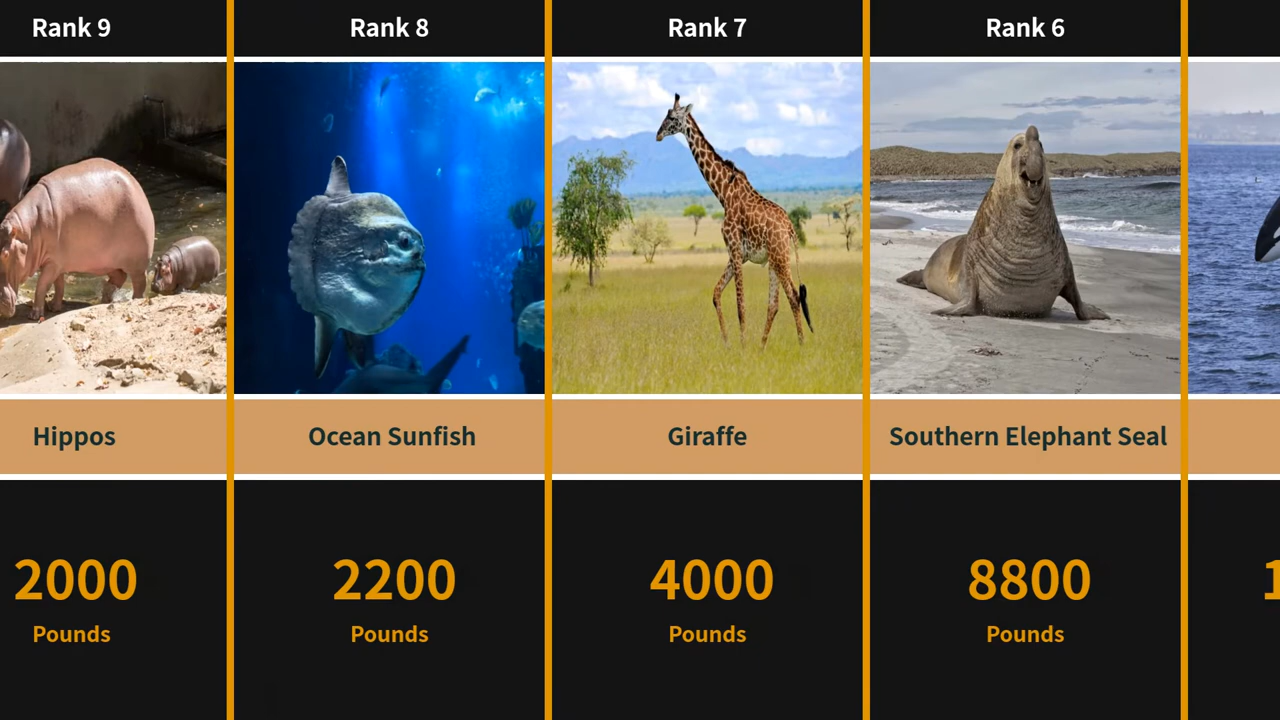 Rank 9
Rank 8
Rank 7
Rank 6
Hippos
Ocean Sunfish
Giraffe
Southern Elephant Seal
2000
Pounds
2200
Pounds
4000
Pounds
8800
Pounds